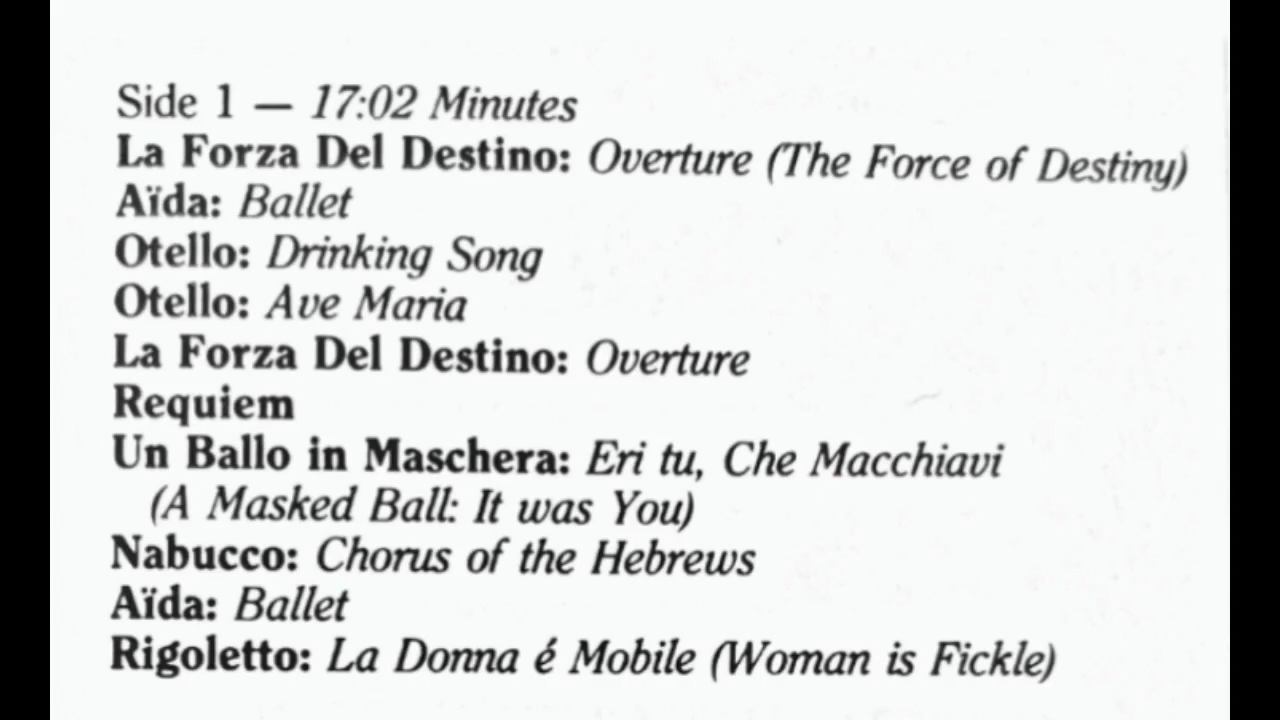 Side 1 — 17:02 Minutes
La Forza Del Destino: Overture (The Force of Destiny)
Aïda: Ballet
Otello: Drinking Song
Otello: Ave Maria
La Forza Del Destino: Overture
Requiem
Un Ballo in Maschera: Eri tu, Che Macchiavi
(A Masked Ball: It was You)
Nabucco: Chorus of the Hebrews
Aïda: Ballet
Rigoletto: La Donna é Mobile (Woman is Fickle)